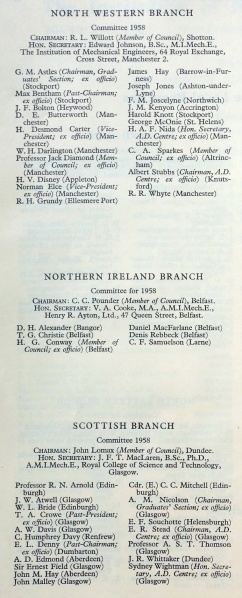 NORTH WESTERN BRANCH
Committee 1958
CHAIRMAN: R. L. Willott (Member of Council), Shotton.
HON. SECRETARY: Edward Johnson, B.Sc., M.I.Mech.E.,
The Institution of Mechanical Engineers, 64 Royal Exchange,
Cross Street, Manchester 2.
G. M. Astles (Chairman, Grad-
uates' Section; ex officio)
(Stockport)
Max Bentham (Past-Chairman;
ex officio) (Stockport)
J. F. Bolton (Heywood)
D. E. Butterworth (Man-
chester)
H. Desmond Carter (Vice-
President; ex officio) (Man-
chester)
W. H. Darlington (Manchester)
Professor Jack Diamond (Mem-
ber of Council; ex officio)
(Manchester)
H. V. Disney (Appleton)
Norman Elce (Vice-President;
ex officio) (Manchester)
R. H. Grundy (Ellesmere Port)
James Hay (Barrow-in-Fur-
ness)
Joseph Jones (Ashton-under-
Lyne)
F. M. Joscelyne (Northwich)
J. M. Kenyon (Accrington)
Harold Knott (Stockport)
George McOnie (St. Helens)
H. A. F. Nida (Hon. Secretary,
A.D. Centre; ex officio) (Man-
chester)
C. A. Sparkes (Member of
Council; ex officio) (Altrinc-
ham)
Albert Stubbs (Chairman, A.D.
Centre; ex officio) (Knuts-
ford)
R. R. Whyte (Manchester)
NORTHERN IRELAND BRANCH
Committee for 1958
CHAIRMAN: C. C. Pounder (Member of Council), Belfast.
HON. SECRETARY: V. A. Cooke, M.A., A.M.I.Mech.E.,
Henry R. Ayton, Ltd., 47 Queen Street, Belfast.
D. H. Alexander (Bangor)
T. G. Christie (Belfast)
H. G. Conway (Member of
Council; ex officio) (Belfast)
Daniel MacFarlane (Belfast)
Denis Rebbeck (Belfast)
C. F. Samuelson (Larne)
SCOTTISH BRANCH
Committee 1958
CHAIRMAN: John Lomax (Member of Council), Dundee.
HON. SECRETARY: J. F. T. MacLaren, B.Sc., Ph.D.,
A.M.I.Mech.E., Royal College of Science and Technology,
Glasgow.
Professor R. N. Arnold (Edin-
burgh)
J. W. Atwell (Glasgow)
W. L. Bride (Edinburgh)
T. A. Crowe (Past-President;
ex officio) (Glasgow)
A. W. Davis (Glasgow)
C. Humphrey Davy (Renfrew)
E. L. Denny (Past-Chairman;
ex officio) (Dumbarton)
A. D. Edmond (Aberdeen)
Sir Ernest Field (Glasgow)
John M. Hay (Aberdeen)
John Malley (Glasgow)
Cdr. (E.) C. C. Mitchell (Edin-
burgh)
A. M. Nicolson (Chairman,
Graduates' Section; ex officio)
(Glasgow)
E. F. Souchotte (Helensburgh)
E. R. Stend (Chairman, A.D.
Centre; ex officio) (Glasgow)
Professor A. S. T. Thomson
(Glasgow)
J. R. Whittaker (Dundee)
Sydney Wightman (Hon. Secre-
tary, A.D. Centre; ex officio)
(Glasgow)